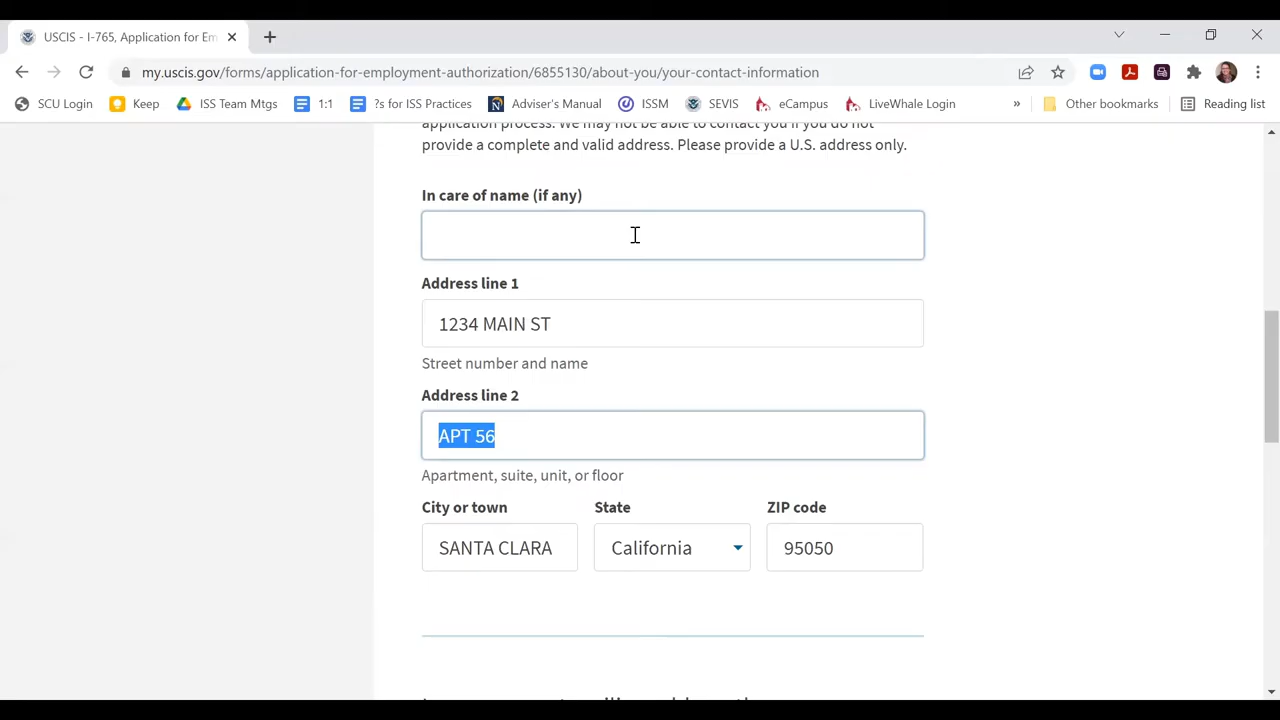 USCIS - I-765, Application for Em
my.uscis.gov/forms/application-for-employment-authorization/6855130/about-you/your-contact-information
SCU Login Keep ISS Team Mtgs 1:1 ?s for ISS Practices Adviser's Manual ISSM SEVIS eCampus LiveWhale Login » Other bookmarks Reading list
application process. We may not be able to contact you if you do not
provide a complete and valid address. Please provide a U.S. address only.
In care of name (if any)
Address line 1
1234 MAIN ST
Street number and name
Address line 2
APT 56
Apartment, suite, unit, or floor
City or town State ZIP code
SANTA CLARA California 95050